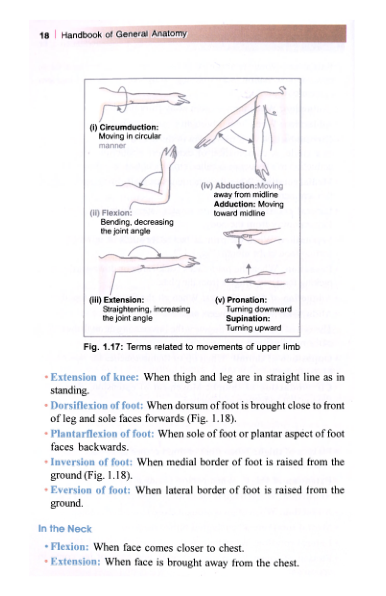 18 | Handbook of General Anatomy
(i) Circumduction:
Moving in circular
manner
(ii) Flexion:
Bending, decreasing
the joint angle
(iii) Extension:
Straightening, increasing
the joint angle
(iv) Abduction:Moving
away from midline
Adduction: Moving
toward midline
(v) Pronation:
Turning downward
Supination:
Turning upward
Fig. 1.17: Terms related to movements of upper limb
• Extension of knee: When thigh and leg are in straight line as in
standing.
• Dorsiflexion of foot: When dorsum of foot is brought close to front
of leg and sole faces forwards (Fig. 1.18).
• Plantarflexion of foot: When sole of foot or plantar aspect of foot
faces backwards.
• Inversion of foot: When medial border of foot is raised from the
ground (Fig. 1.18).
• Eversion of foot: When lateral border of foot is raised from the
ground.
In the Neck
• Flexion: When face comes closer to chest.
• Extension: When face is brought away from the chest.